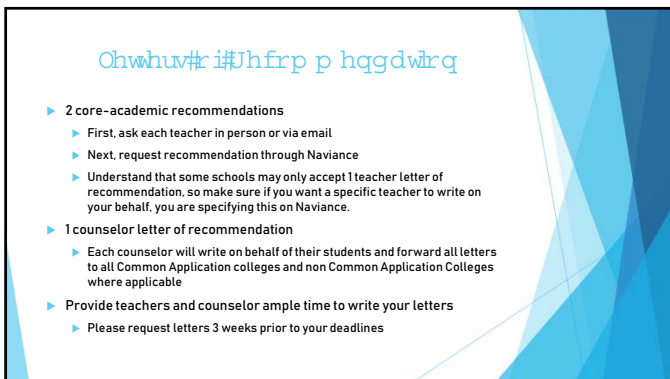 Ohwwhuv#ri#Uhfrp p hqgdwlrq
2 core-academic recommendations
First, ask each teacher in person or via email
Next, request recommendation through Naviance
Understand that some schools may only accept 1 teacher letter of
recommendation, so make sure if you want a specific teacher to write on
your behalf, you are specifying this on Naviance.
1 counselor letter of recommendation
Each counselor will write on behalf of their students and forward all letters
to all Common Application colleges and non Common Application Colleges
where applicable
Provide teachers and counselor ample time to write your letters
Please request letters 3 weeks prior to your deadlines